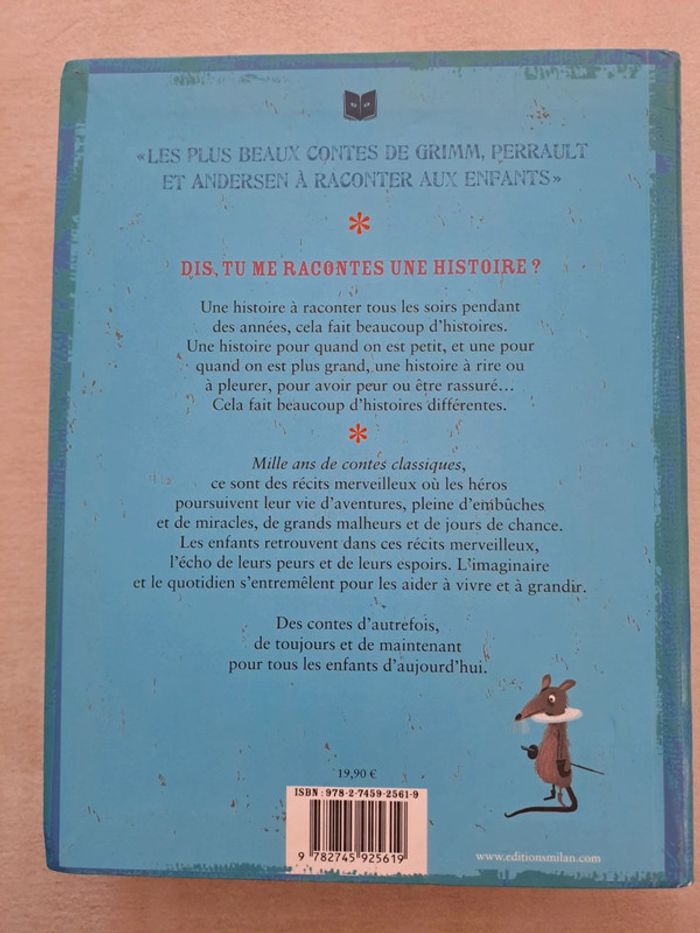 «LES PLUS BEAUX CONTES DE GRIMM, PERRAULT
ET ANDERSEN À RACONTER AUX ENFANTS»
DIS, TU ME RACONTES UNE HISTOIRE ?
Une histoire à raconter tous les soirs pendant
des années, cela fait beaucoup d'histoires.
Une histoire pour quand on est petit, et une pour
quand on est plus grand, une histoire à rire ou
à pleurer, pour avoir peur ou être rassuré…
Cela fait beaucoup d'histoires différentes.
Mille ans de contes classiques,
ce sont des récits merveilleux où les héros
poursuivent leur vie d'aventures, pleine d'embûches
et de miracles, de grands malheurs et de jours de chance.
Les enfants retrouvent dans ces récits merveilleux,
l'écho de leurs peurs et de leurs espoirs. L'imaginaire
et le quotidien s'entremêlent pour les aider à vivre et à grandir.
Des contes d'autrefois,
de toujours et de maintenant
pour tous les enfants d'aujourd'hui.
19,90 €
ISBN : 978-2-7459-2561-9
9 782745 925619
www.editionsmilan.com